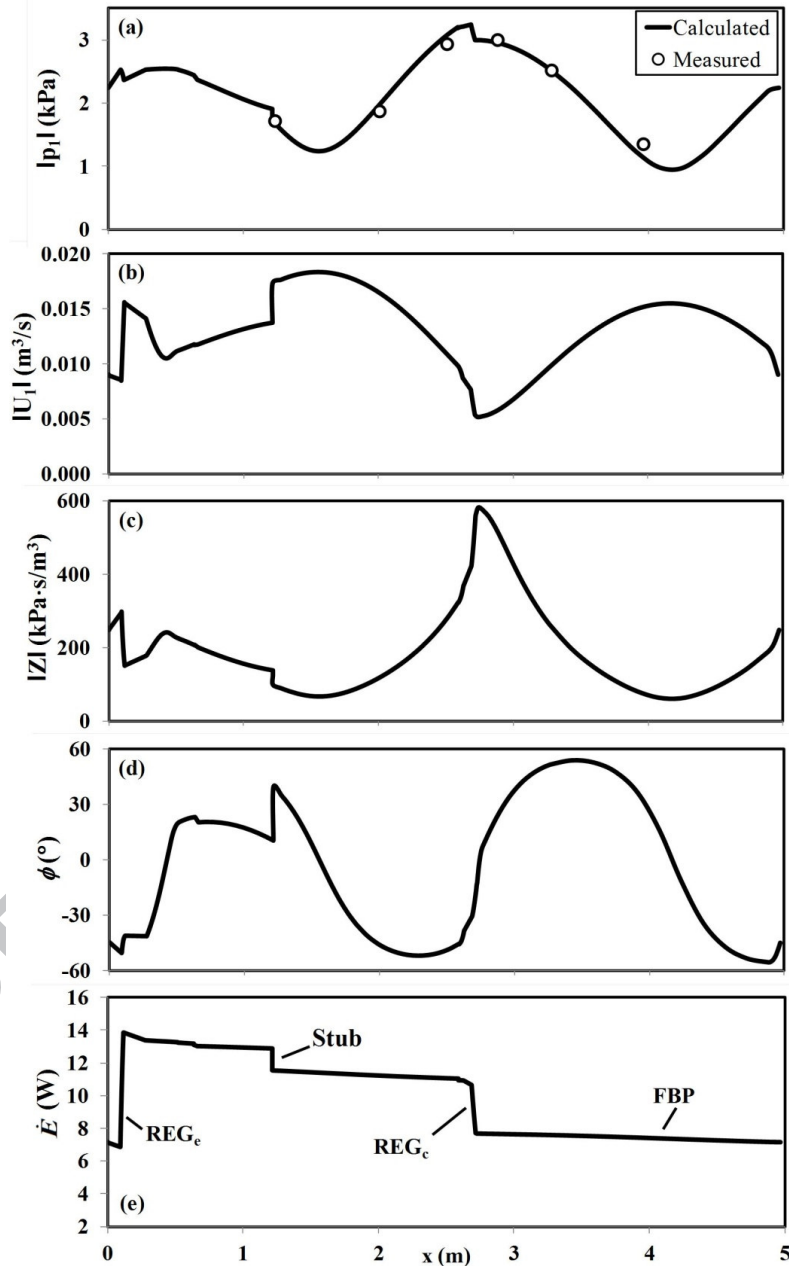 (a)
Calculated
Measured
3
2
1
0
|p₁| (kPa)
(b)
0.020
0.015
0.010
0.005
0.000
|U₁| (m³/s)
(c)
600
400
200
0
|Z| (kPa·s/m³)
(d)
60
30
0
-30
-60
ϕ (°)
16
14
12
10
8
6
4
2
Ė (W)
Stub
REGₑ
REG꜀
FBP
(e)
0 1 2 3 4 5
x (m)